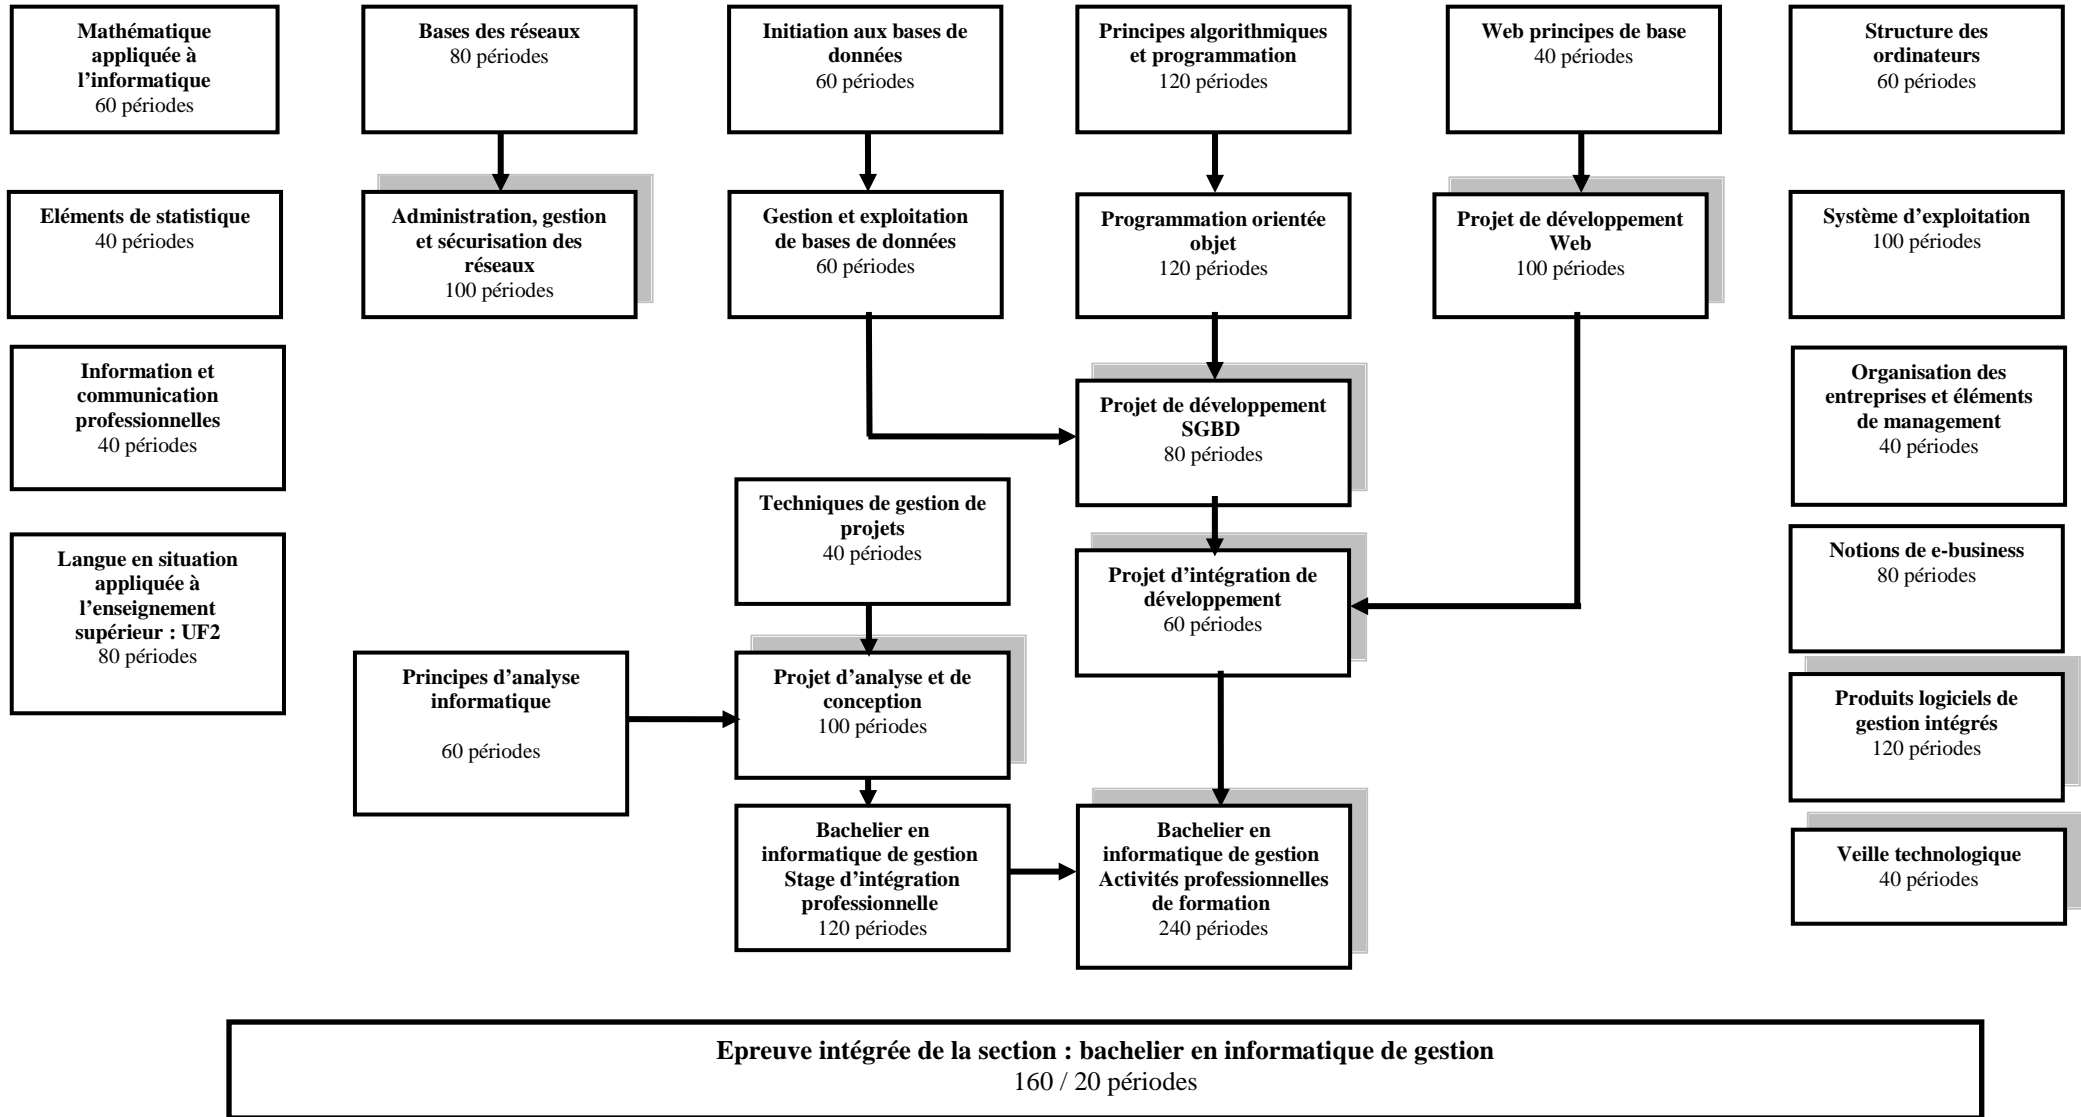 Mathématique
appliquée à
l’informatique
60 périodes
Bases des réseaux
80 périodes
Initiation aux bases de
données
60 périodes
Principes algorithmiques
et programmation
120 périodes
Web principes de base
40 périodes
Structure des
ordinateurs
60 périodes
Eléments de statistique
40 périodes
Administration, gestion
et sécurisation des
réseaux
100 périodes
Gestion et exploitation
de bases de données
60 périodes
Programmation orientée
objet
120 périodes
Projet de développement
Web
100 périodes
Système d’exploitation
100 périodes
Information et
communication
professionnelles
40 périodes
Projet de développement
SGBD
80 périodes
Organisation des
entreprises et éléments
de management
40 périodes
Techniques de gestion de
projets
40 périodes
Langue en situation
appliquée à
l’enseignement
supérieur : UF2
80 périodes
Projet d’intégration de
développement
60 périodes
Notions de e-business
80 périodes
Principes d’analyse
informatique
60 périodes
Projet d’analyse et de
conception
100 périodes
Produits logiciels de
gestion intégrés
120 périodes
Bachelier en
informatique de gestion
Stage d’intégration
professionnelle
120 périodes
Bachelier en
informatique de gestion
Activités professionnelles
de formation
240 périodes
Veille technologique
40 périodes
Epreuve intégrée de la section : bachelier en informatique de gestion
160 / 20 périodes